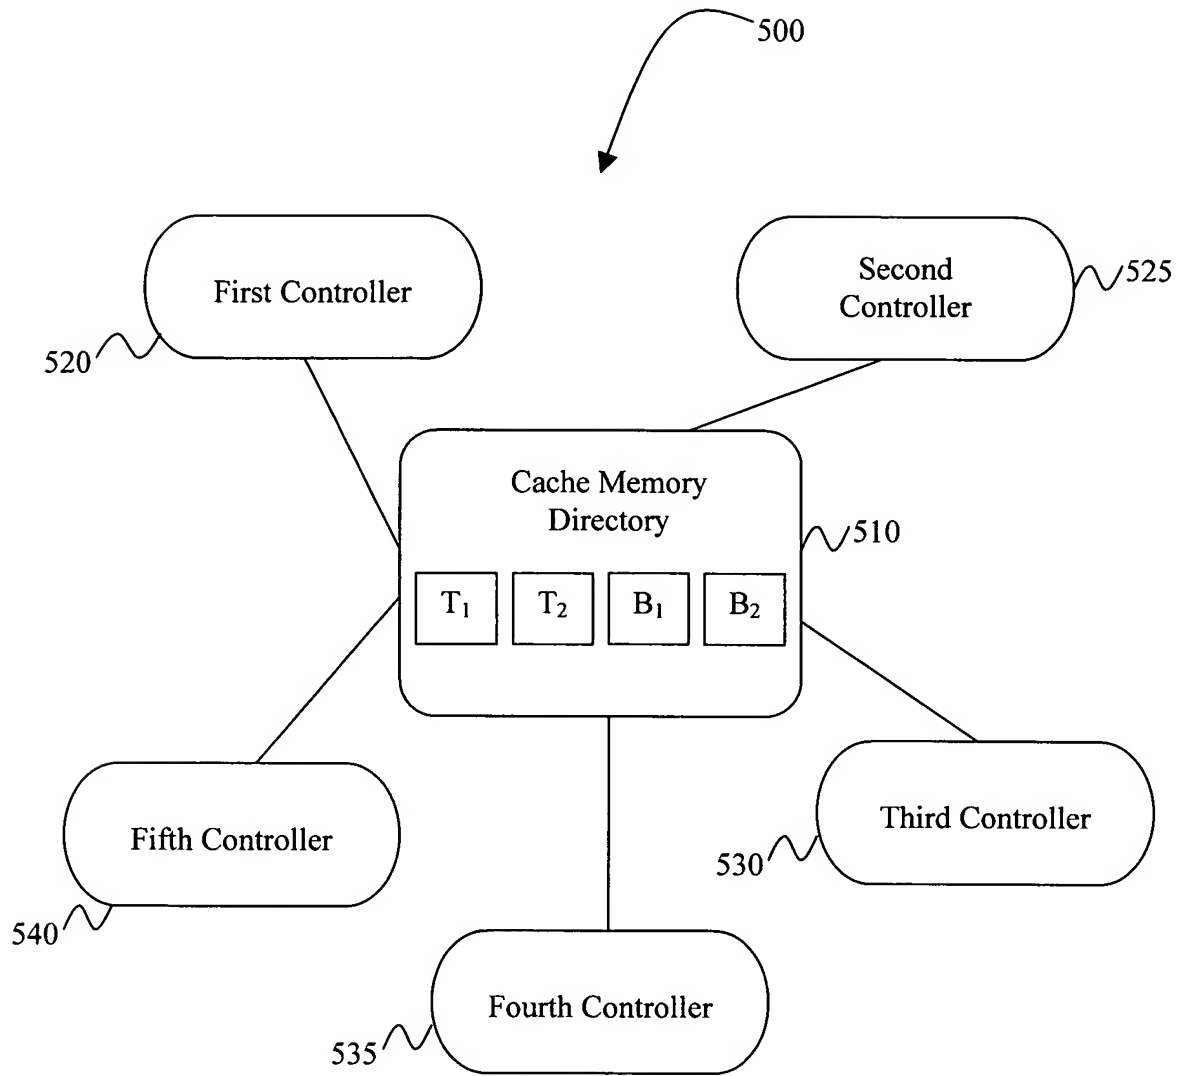 500
First Controller
520
Second
Controller
525
Cache Memory
Directory
510
T₁ T₂ B₁ B₂
Fifth Controller
540
Third Controller
530
Fourth Controller
535